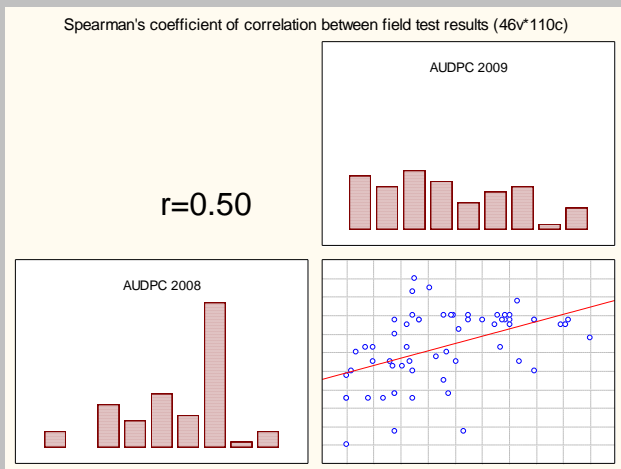 Spearman's coefficient of correlation between field test results (46v*110c)
AUDPC 2009
r=0.50
AUDPC 2008